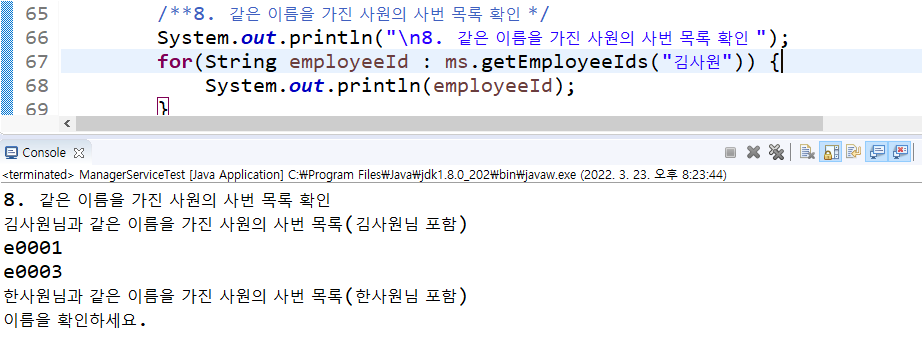 65 /**8. 같은 이름을 가진 사원의 사번 목록 확인 */
66 System.out.println("\n8. 같은 이름을 가진 사원의 사번 목록 확인 ");
67 for(String employeeId : ms.getEmployeeIds("김사원")) {
68 System.out.println(employeeId);
69 }
Console
<terminated> ManagerServiceTest [Java Application] C:₩Program Files₩Java₩jdk1.8.0_202₩bin₩javaw.exe (2022. 3. 23. 오후 8:23:44)
8. 같은 이름을 가진 사원의 사번 목록 확인
김사원님과 같은 이름을 가진 사원의 사번 목록(김사원님 포함)
e0001
e0003
한사원님과 같은 이름을 가진 사원의 사번 목록(한사원님 포함)
이름을 확인하세요.